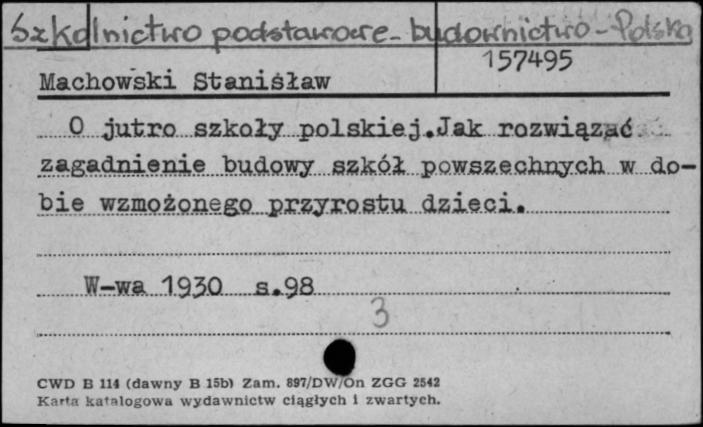 Szkolnictwo podstawowe - budownictwo - Polska
157495
Machowski Stanisław
O jutro szkoły polskiej.Jak rozwiązać
zagadnienie budowy szkół powszechnych w do-
bie wzmożonego przyrostu dzieci.
W-wa 1930 s.98
3
CWD B 114 (dawny B 15b) Zam. 897/DW/On ZGG 2542
Karta katalogowa wydawnictw ciągłych i zwartych.